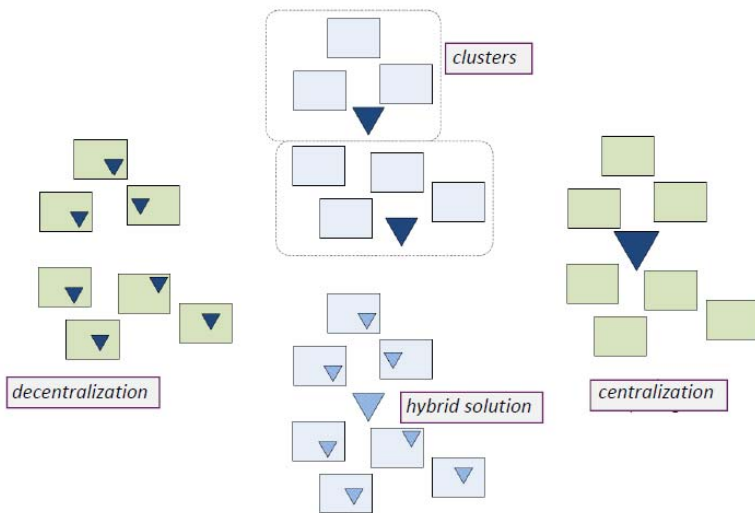 clusters
decentralization
hybrid solution
centralization